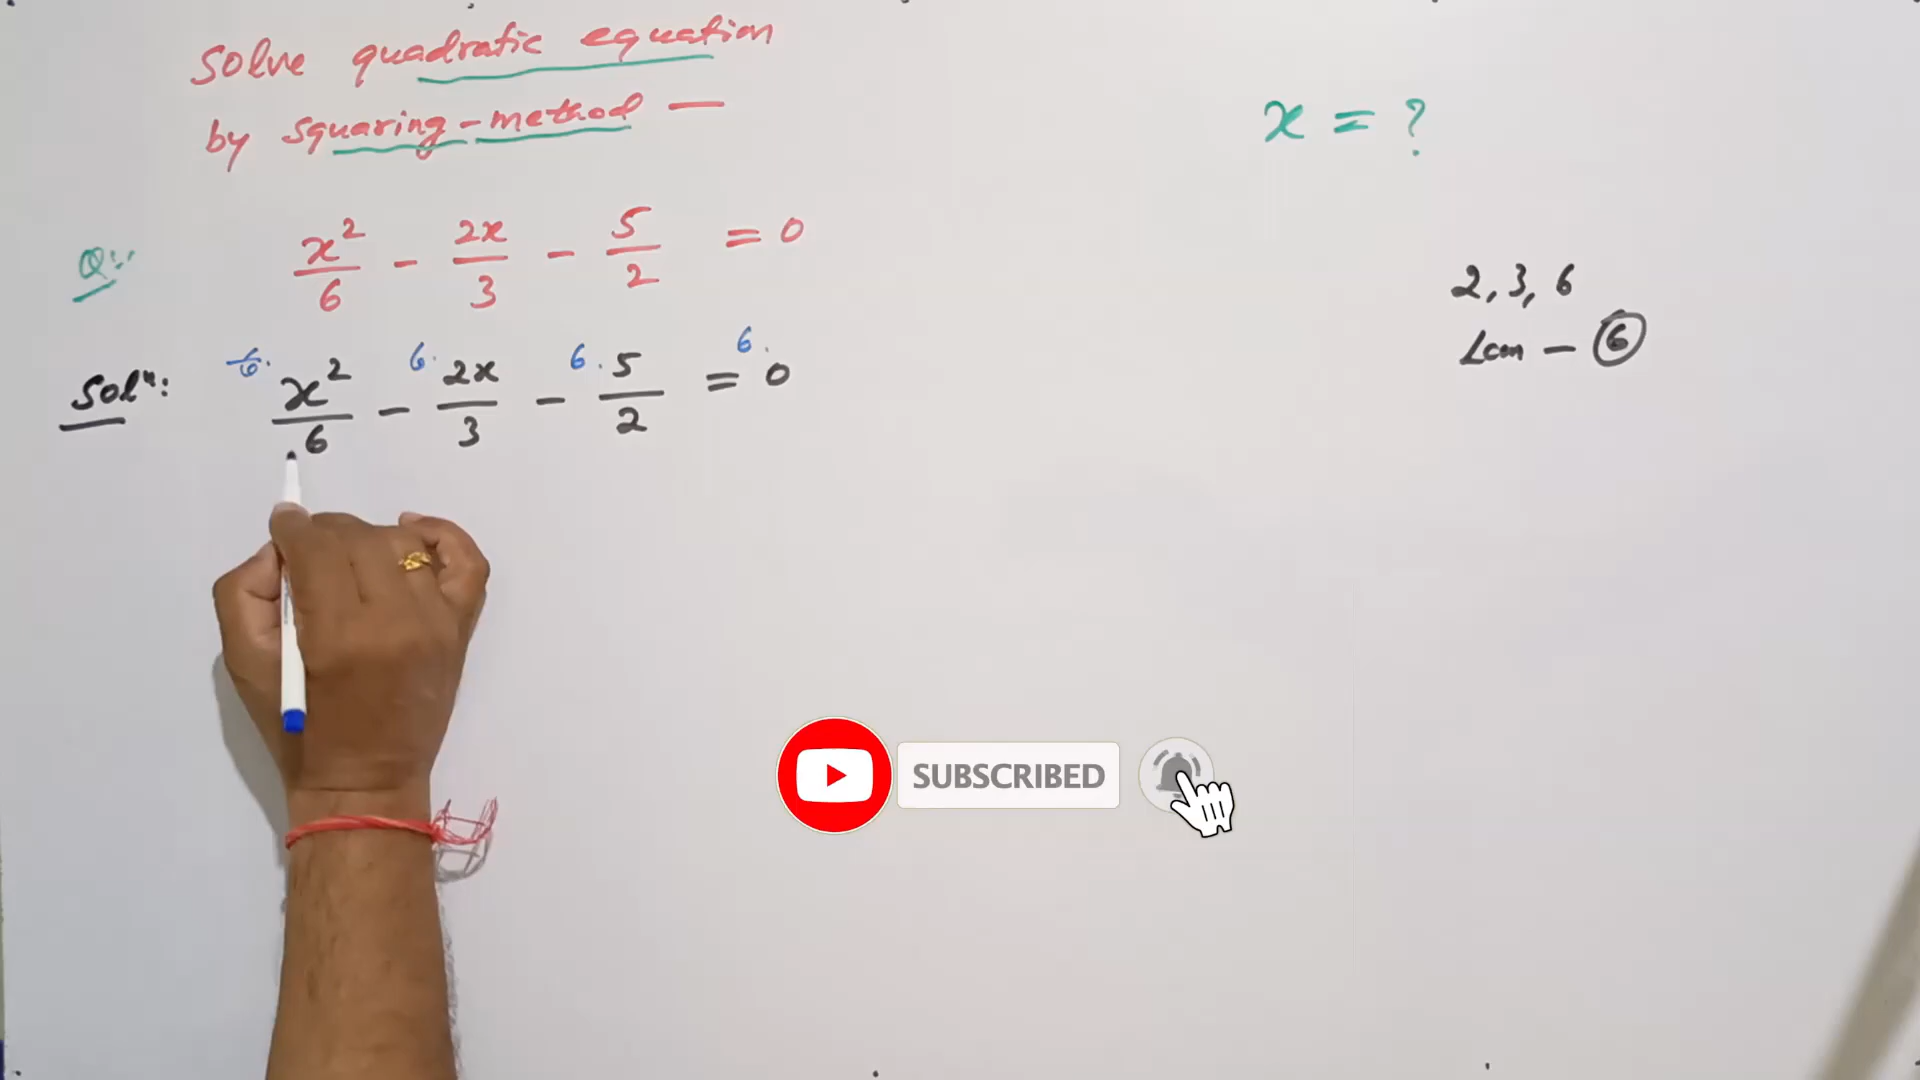 Solve quadratic equation
by squaring-method —
x = ?
Q:- x²/6 - 2x/3 - 5/2 = 0
2, 3, 6
Lcm - 6
Solⁿ: 6. x²/6 - 6. 2x/3 - 6. 5/2 = 6. 0
SUBSCRIBED